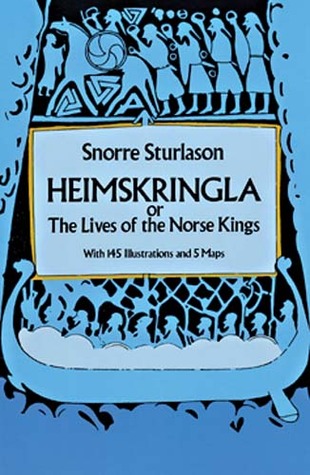 Snorre Sturlason
HEIMSKRINGLA
or
The Lives of the Norse Kings
With 145 Illustrations and 5 Maps